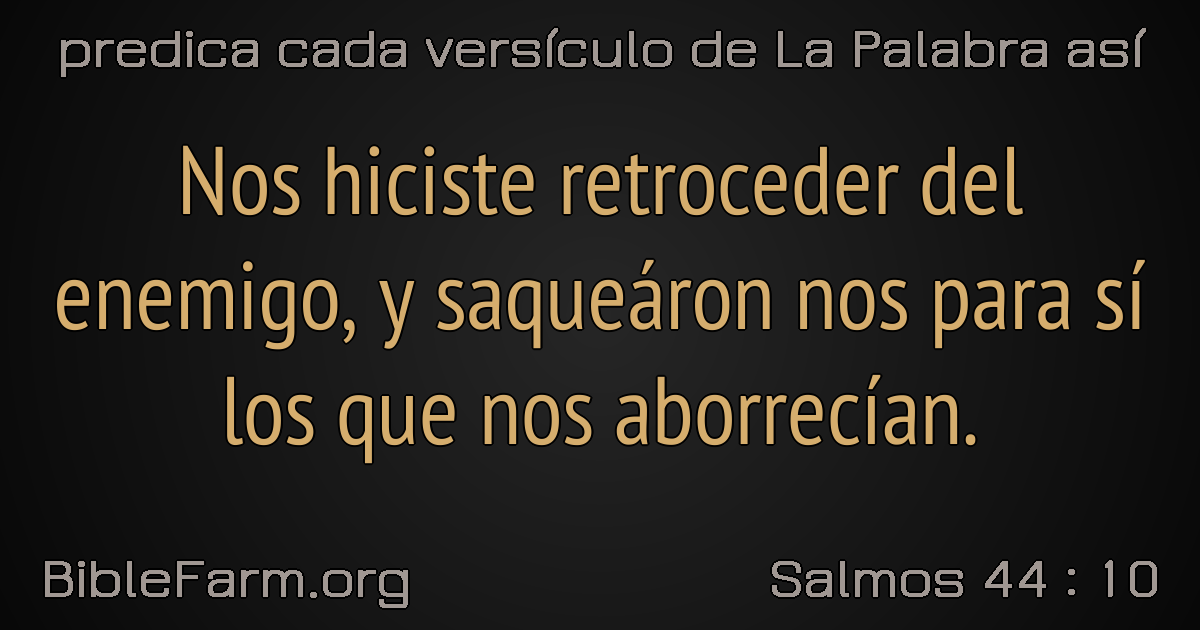 predica cada versículo de La Palabra así
Nos hiciste retroceder del
enemigo, y saqueáron nos para sí
los que nos aborrecían.
BibleFarm.org
Salmos 44 : 10